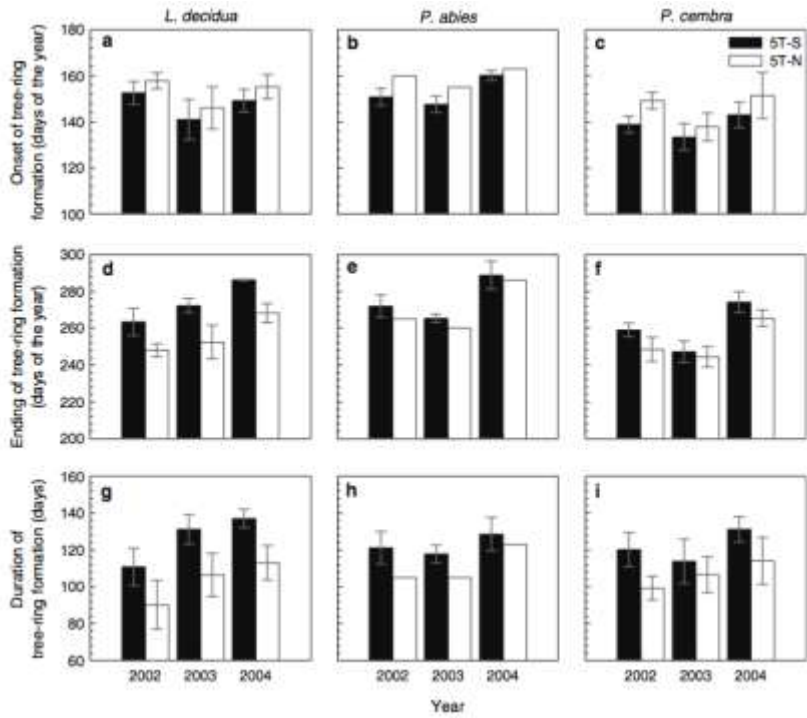 L. decidua P. abies P. cembra
Onset of tree-ring
formation (days of the year)
180
160
140
120
100
a
b
c
5T-S
5T-N
Ending of tree-ring formation
(days of the year)
300
280
260
240
220
200
d
e
f
Duration of
tree-ring formation (days)
160
140
120
100
80
60
g
h
i
2002 2003 2004 2002 2003 2004 2002 2003 2004
Year